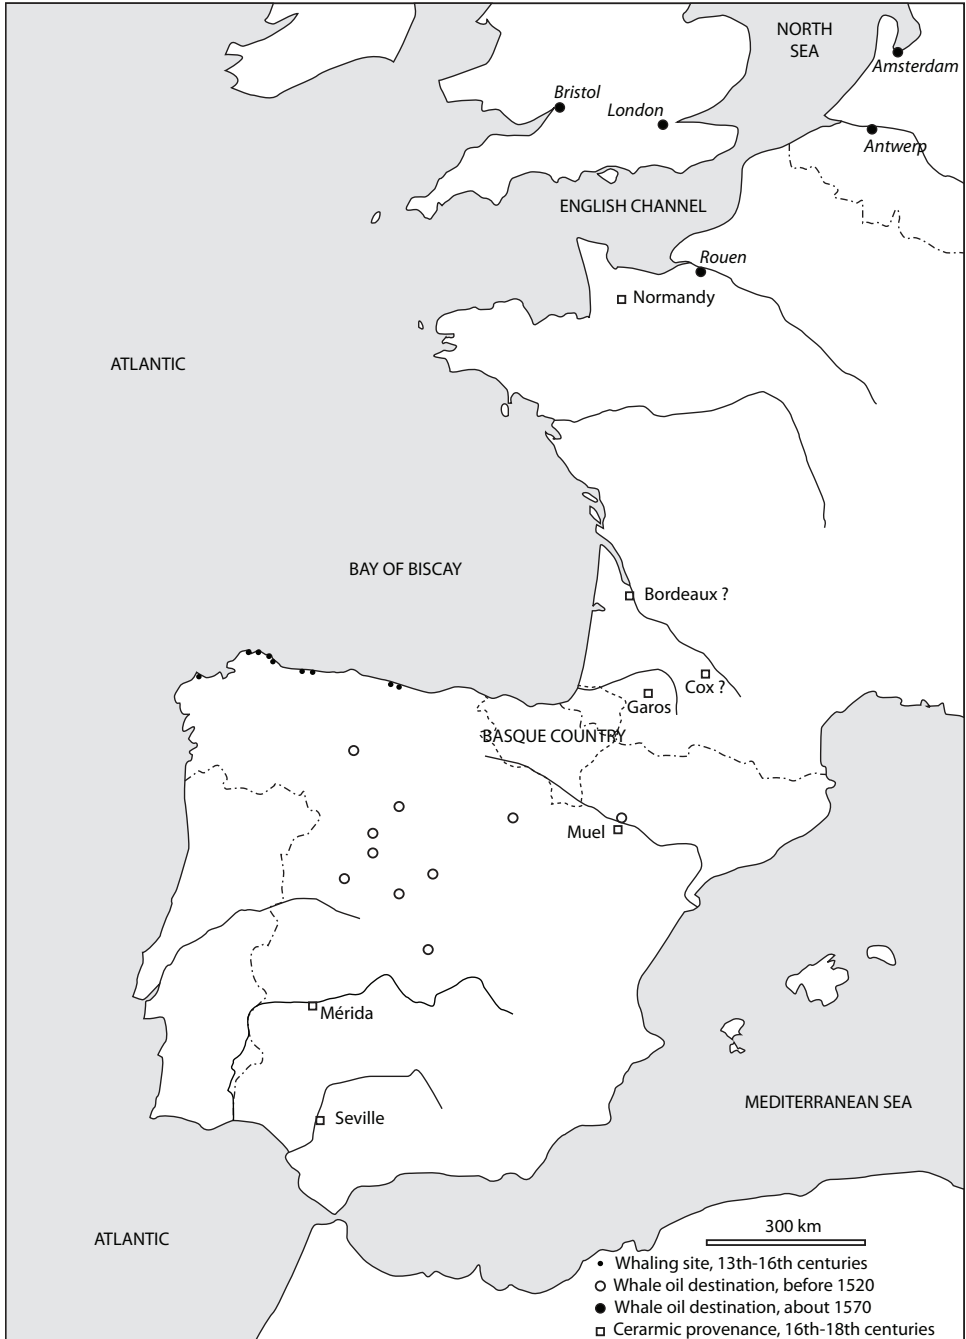 NORTH
SEA
Amsterdam
Bristol
London
Antwerp
ENGLISH CHANNEL
Rouen
Normandy
ATLANTIC
BAY OF BISCAY
Bordeaux ?
Cox ?
Garos
BASQUE COUNTRY
Muel
Mérida
MEDITERRANEAN SEA
Seville
ATLANTIC
300 km
Whaling site, 13th-16th centuries
Whale oil destination, before 1520
Whale oil destination, about 1570
Cerarmic provenance, 16th-18th centuries